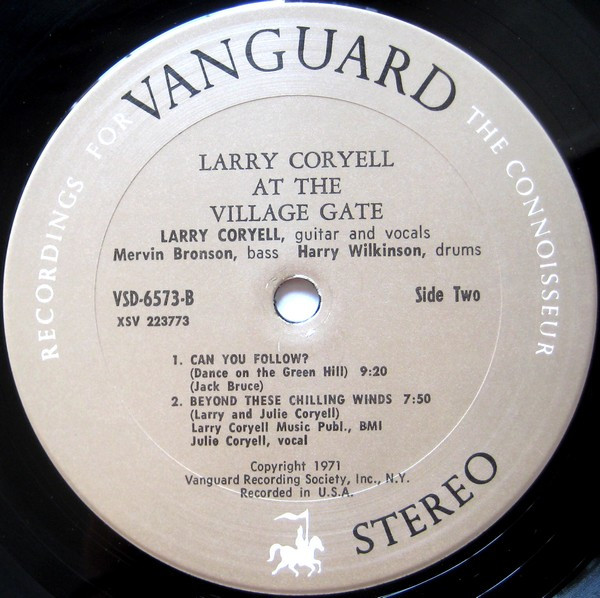 VANGUARD
RECORDINGS FOR THE CONNOISSEUR
LARRY CORYELL
AT THE
VILLAGE GATE
LARRY CORYELL, guitar and vocals
Mervin Bronson, bass Harry Wilkinson, drums
VSD-6573-B Side Two
XSV 223773
1. CAN YOU FOLLOW?
(Dance on the Green Hill) 9:20
(Jack Bruce)
2. BEYOND THESE CHILLING WINDS 7:50
(Larry and Julie Coryell)
Larry Coryell Music Publ., BMI
Julie Coryell, vocal
Copyright 1971
Vanguard Recording Society, Inc., N.Y.
Recorded in U.S.A.
STEREO